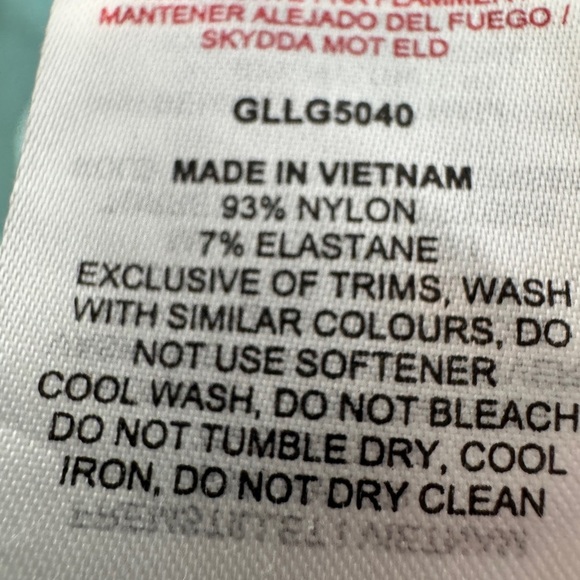 MANTENER ALEJADO DEL FUEGO /
SKYDDA MOT ELD
GLLG5040
MADE IN VIETNAM
93% NYLON
7% ELASTANE
EXCLUSIVE OF TRIMS, WASH
WITH SIMILAR COLOURS, DO
NOT USE SOFTENER
COOL WASH, DO NOT BLEACH
DO NOT TUMBLE DRY, COOL
IRON, DO NOT DRY CLEAN